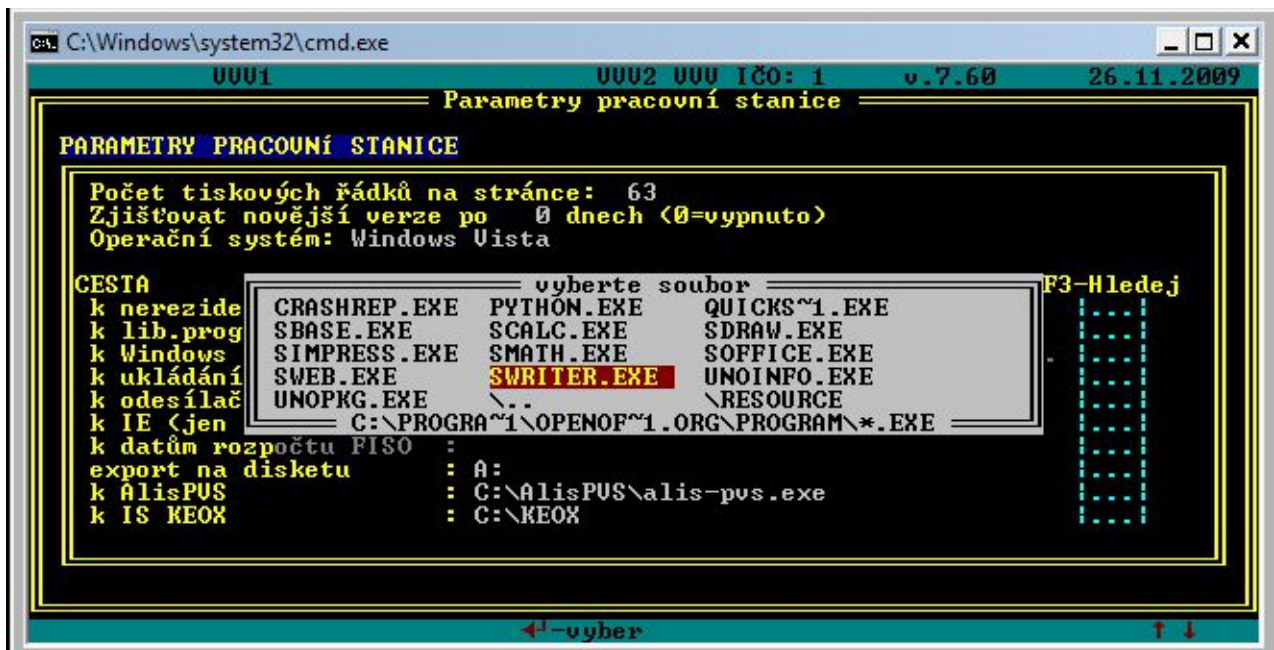 C:\Windows\system32\cmd.exe
VVV1 VVV2 VVV IČO: 1 v.7.60 26.11.2009
Parametry pracovní stanice
PARAMETRY PRACOVNÍ STANICE
Počet tiskových řádků na stránce: 63
Zjišťovat novější verze po 0 dnech (0=vypnuto)
Operační systém: Windows Vista
CESTA F3-Hledej
vyberte soubor
k nerezide CRASHREP.EXE PYTHON.EXE QUICKS~1.EXE |...|
k lib.prog SBASE.EXE SCALC.EXE SDRAW.EXE |...|
k Windows SIMPRESS.EXE SMATH.EXE SOFFICE.EXE . |...|
k ukládání SWEB.EXE SWRITER.EXE UNOINFO.EXE |...|
k odesílač UNOPKG.EXE \.. \RESOURCE |...|
k IE (jen C:\PROGRA~1\OPENOF~1.ORG\PROGRAM\*.EXE |...|
k datům rozpočtu FISO : |...|
export na disketu : A: |...|
k AlisPVS : C:\AlisPVS\alis-pvs.exe |...|
k IS KEOX : C:\KEOX |...|
-vyber ↑ ↓